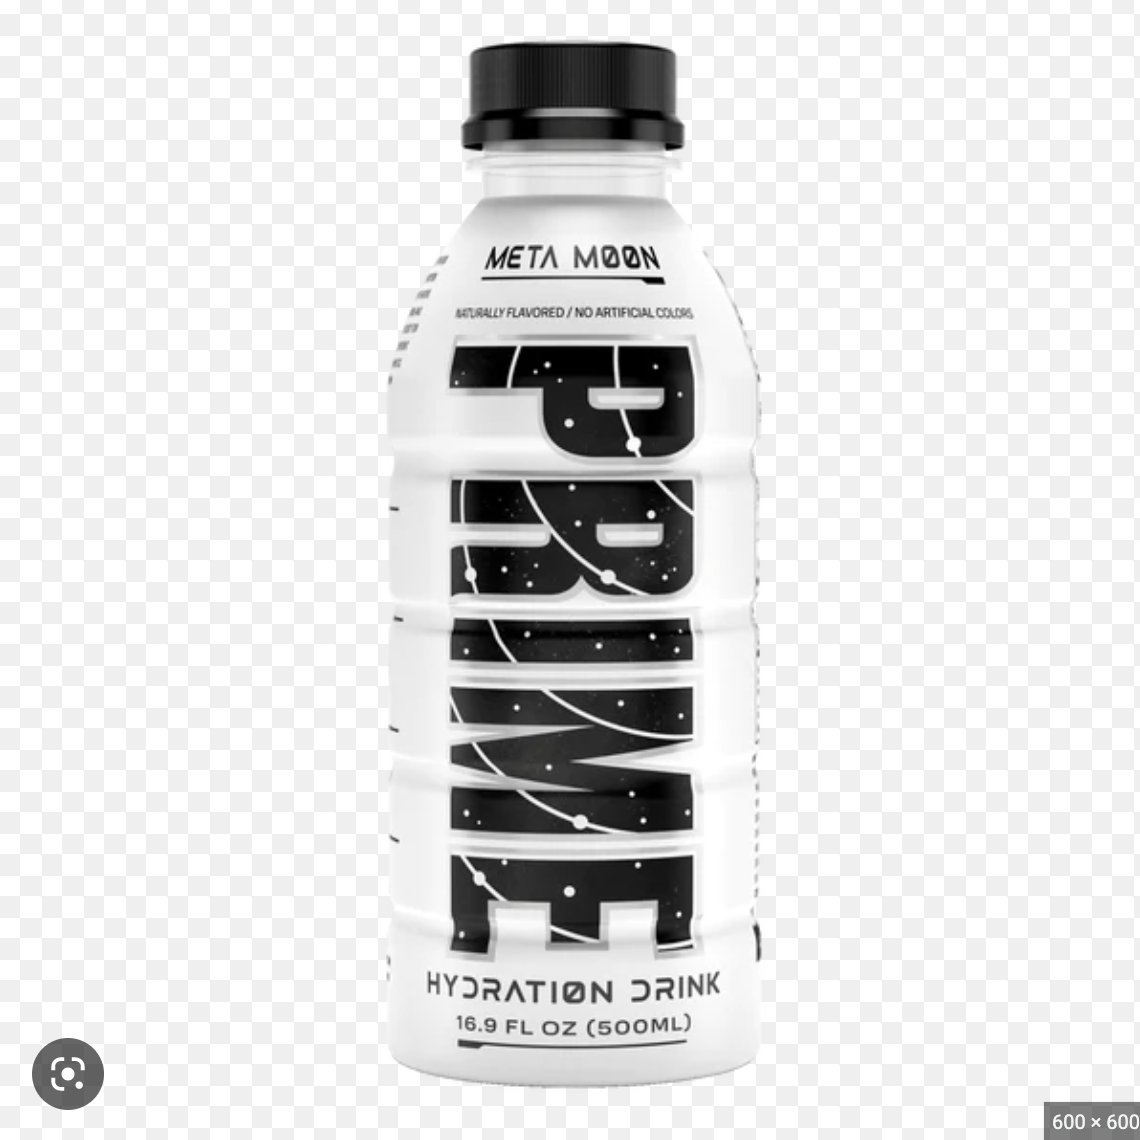 META MOON
NATURALLY FLAVORED / NO ARTIFICIAL COLORS
PRIME
HYDRATION DRINK
16.9 FL OZ (500ML)
600 × 600